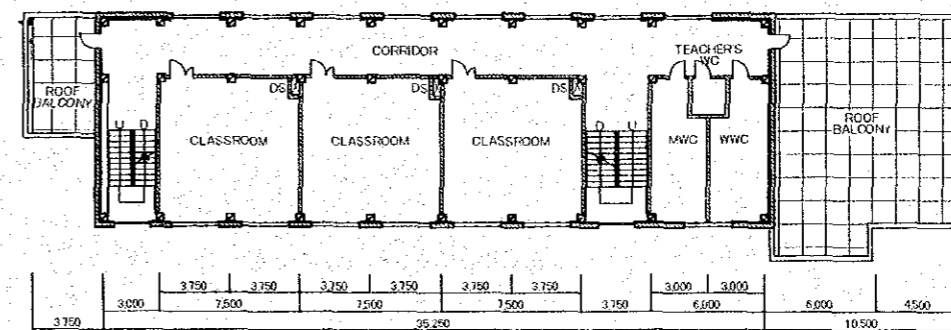 CORRIDOR
TEACHER'S
WC
ROOF
BALCONY
DS
DS
DS
U D
CLASSROOM
CLASSROOM
CLASSROOM
D U
MWC
WWC
ROOF
BALCONY
3.750 3.750 3.750 3.750 3.750 3.750 3.000 3.000
3.000 7.500 7.500 7.500 3.750 6.000 6.000 4.500
3.750 35.250 10.500